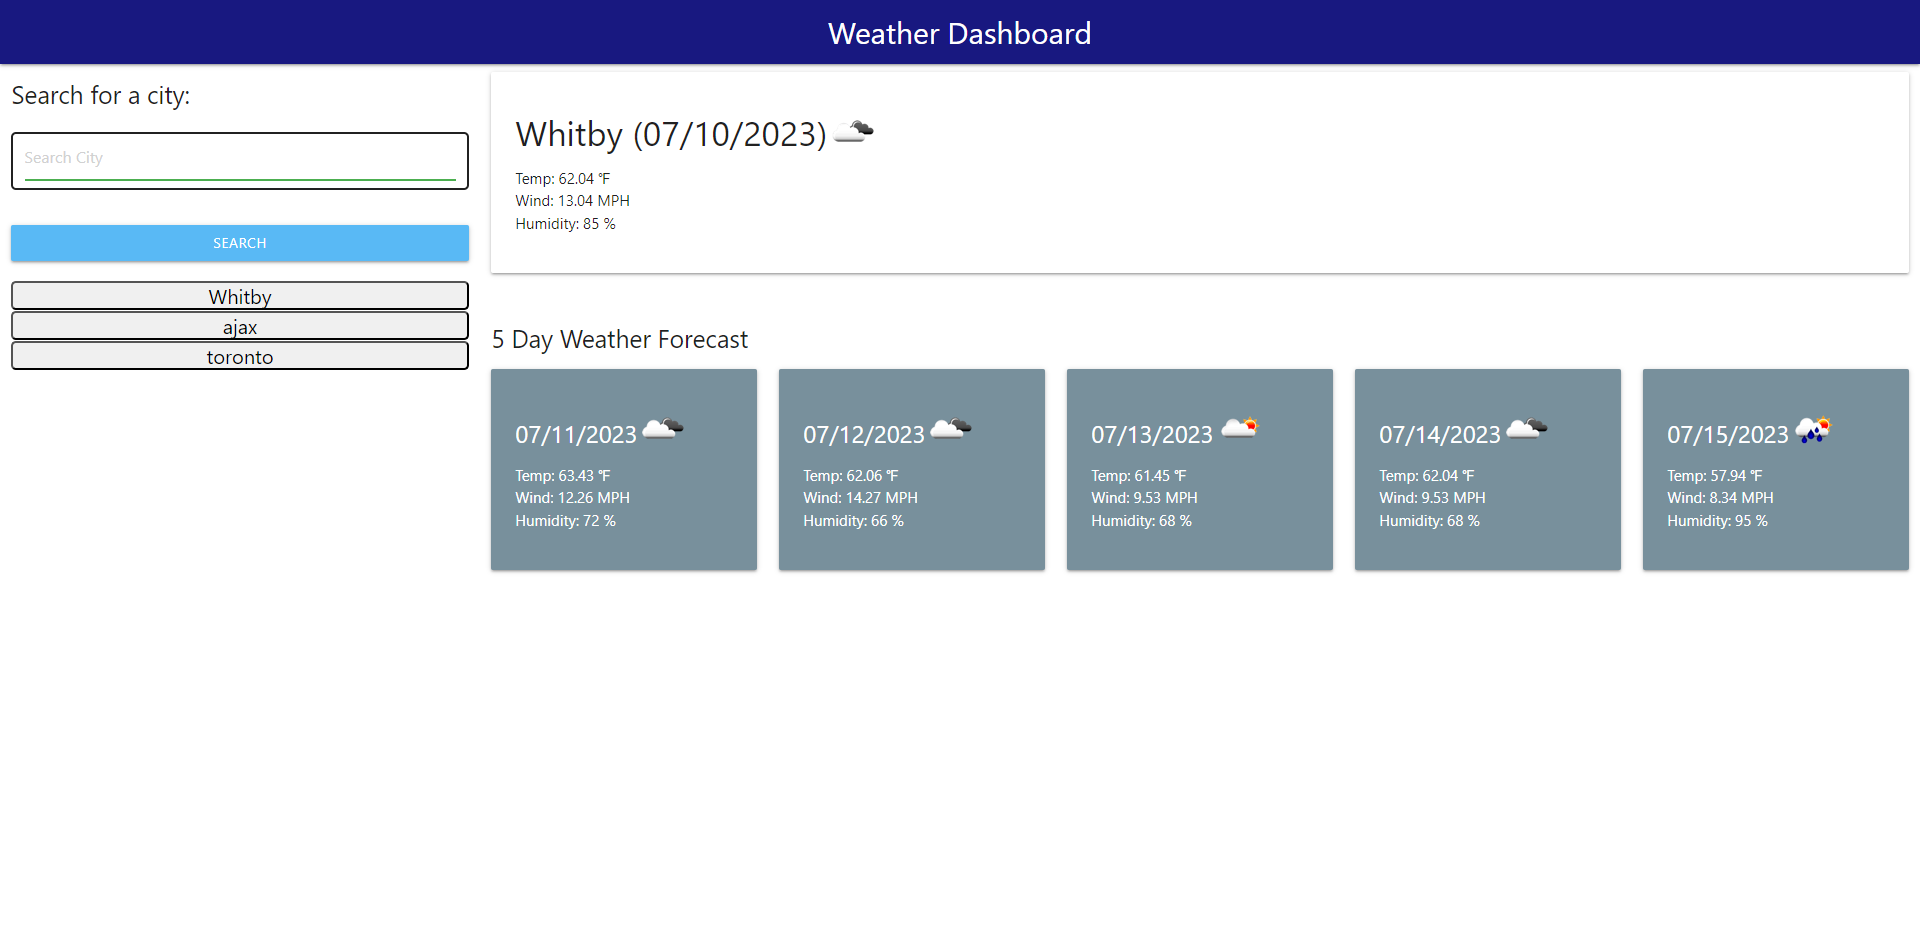 Weather Dashboard
Search for a city:
Search City
SEARCH
Whitby
ajax
toronto
Whitby (07/10/2023)
Temp: 62.04 °F
Wind: 13.04 MPH
Humidity: 85 %
5 Day Weather Forecast
07/11/2023
Temp: 63.43 °F
Wind: 12.26 MPH
Humidity: 72 %
07/12/2023
Temp: 62.06 °F
Wind: 14.27 MPH
Humidity: 66 %
07/13/2023
Temp: 61.45 °F
Wind: 9.53 MPH
Humidity: 68 %
07/14/2023
Temp: 62.04 °F
Wind: 9.53 MPH
Humidity: 68 %
07/15/2023
Temp: 57.94 °F
Wind: 8.34 MPH
Humidity: 95 %